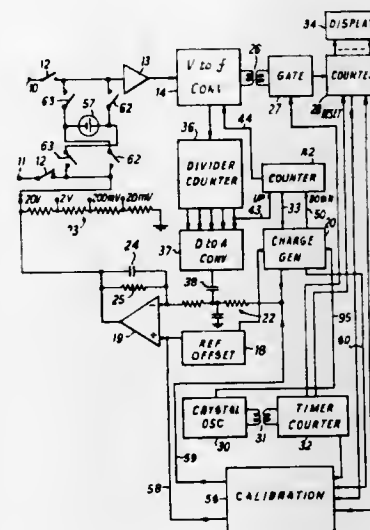 34 DISPLAY
12 13 V to f CONV 26 GATE COUNTER
10 14 27 28 RESET
63 57 62
36 44
63 62 DIVIDER COUNTER COUNTER
11 12 UP DOWN
43 33 50
20V 2V 200mV 20mV
37 D to A CONV CHARGE GEN 20
24 38
25 22 95
19 REF OFFSET 18 60
CRYSTAL OSC TIMER COUNTER
30 31 32
59
58
CALIBRATION